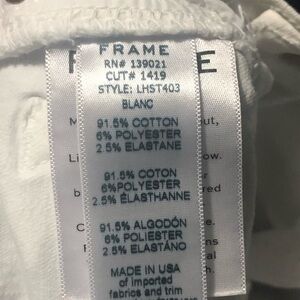 FRAME
RN# 139021
CUT# 1419
STYLE: LHST403
BLANC
91.5% COTTON
6% POLYESTER
2.5% ELASTANE
91.5% COTON
6%POLYESTER
2.5% ÉLASTHANNE
91.5% ALGODÓN
6% POLIESTER
2.5% ELASTANO
MADE IN USA
of imported
fabrics and trim